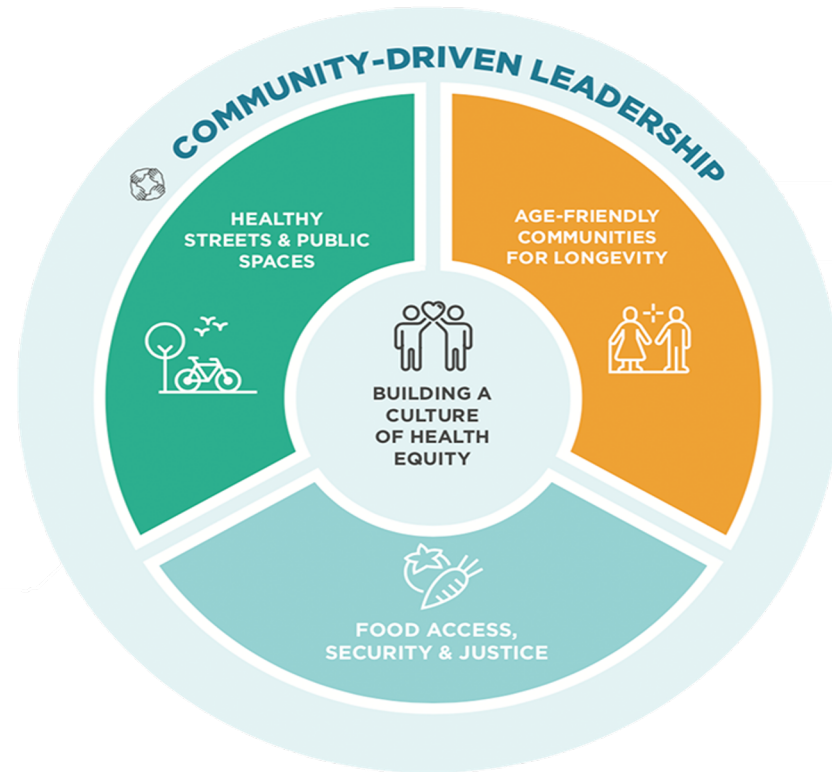 COMMUNITY-DRIVEN LEADERSHIP
HEALTHY
STREETS & PUBLIC
SPACES
AGE-FRIENDLY
COMMUNITIES
FOR LONGEVITY
BUILDING A
CULTURE
OF HEALTH
EQUITY
FOOD ACCESS,
SECURITY & JUSTICE